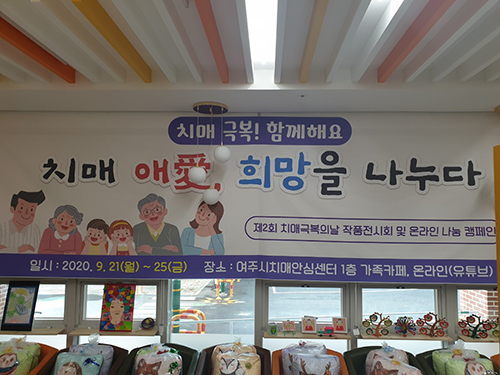 치매 극복! 함께해요
치매 애愛, 희망을 나누다
제2회 치매극복의날 작품전시회 및 온라인 나눔 캠페인
일시 : 2020. 9. 21(월) ~ 25(금) 장소 : 여주시치매안심센터 1층 가족카페, 온라인(유튜브)